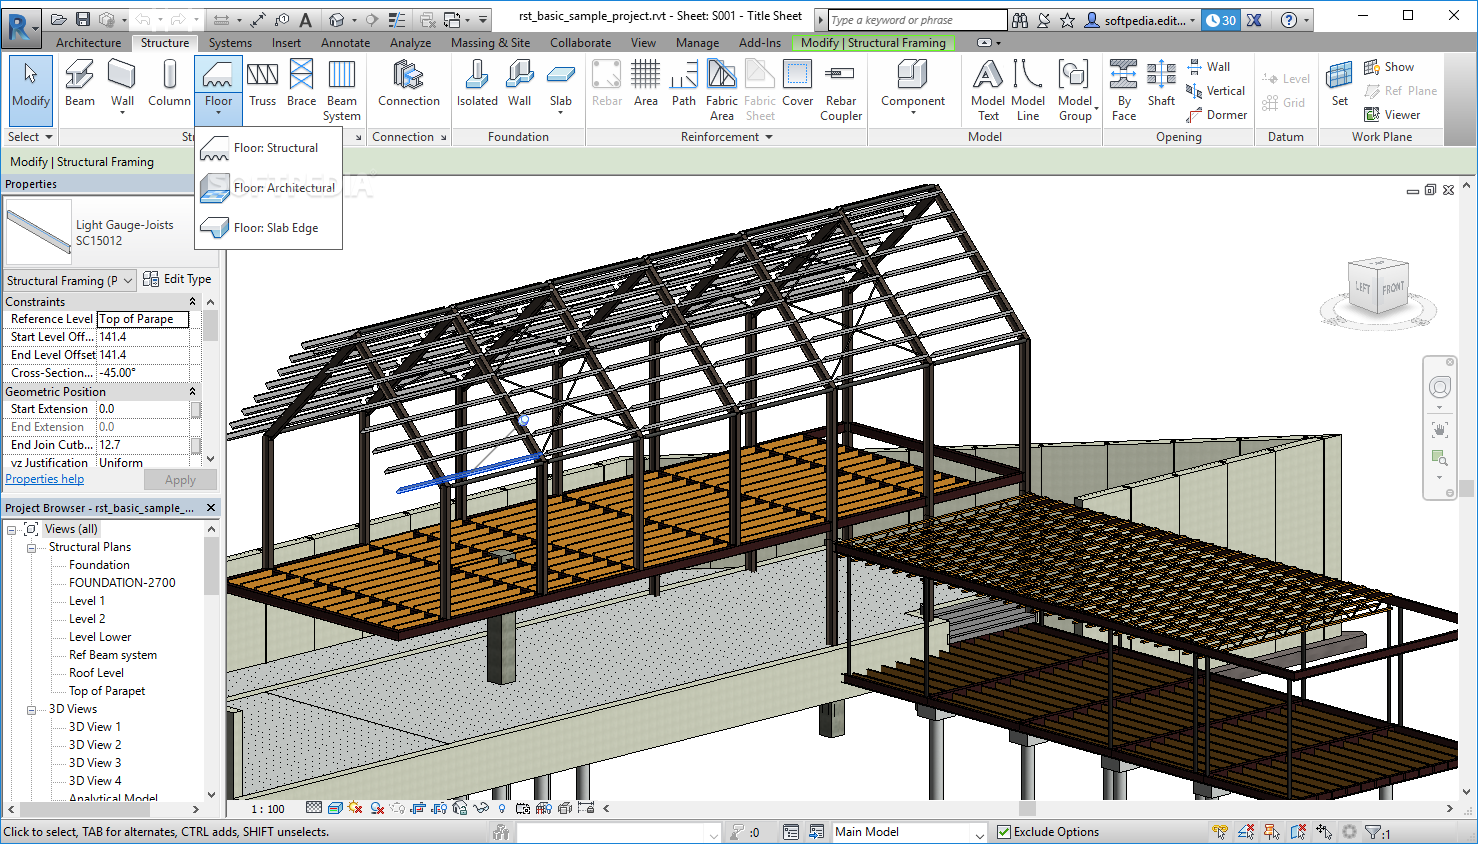 R
A
rst_basic_sample_project.rvt - Sheet: S001 - Title Sheet
Type a keyword or phrase
softpedia.edit...
30
?
Architecture Structure Systems Insert Annotate Analyze Massing & Site Collaborate View Manage Add-Ins Modify | Structural Framing
Modify
Beam
Wall
Column
Floor
Truss
Brace
Beam System
Connection
Isolated
Wall
Slab
Rebar
Area
Path
Fabric Area
Fabric Sheet
Cover
Rebar Coupler
Component
Model Text
Model Line
Model Group
By Face
Shaft
Wall
Vertical
Dormer
Level
Grid
Set
Show
Ref Plane
Viewer
Select
St
Connection
Foundation
Reinforcement
Model
Opening
Datum
Work Plane
Floor: Structural
Floor: Architectural
Floor: Slab Edge
SOFTPEDIA
Modify | Structural Framing
Properties
Light Gauge-Joists
SC15012
Structural Framing (P
Edit Type
Constraints
Reference Level Top of Parape
Start Level Off... 141.4
End Level Offset 141.4
Cross-Section... -45.00°
Geometric Position
Start Extension 0.0
End Extension 0.0
End Join Cutb... 12.7
yz Justification Uniform
Properties help
Apply
Project Browser - rst_basic_sample_...
Views (all)
Structural Plans
Foundation
FOUNDATION-2700
Level 1
Level 2
Level Lower
Ref Beam system
Roof Level
Top of Parapet
3D Views
3D View 1
3D View 2
3D View 3
3D View 4
Analytical Model
LEFT
FRONT
1 : 100
Click to select, TAB for alternates, CTRL adds, SHIFT unselects.
:0
Main Model
Exclude Options
:1